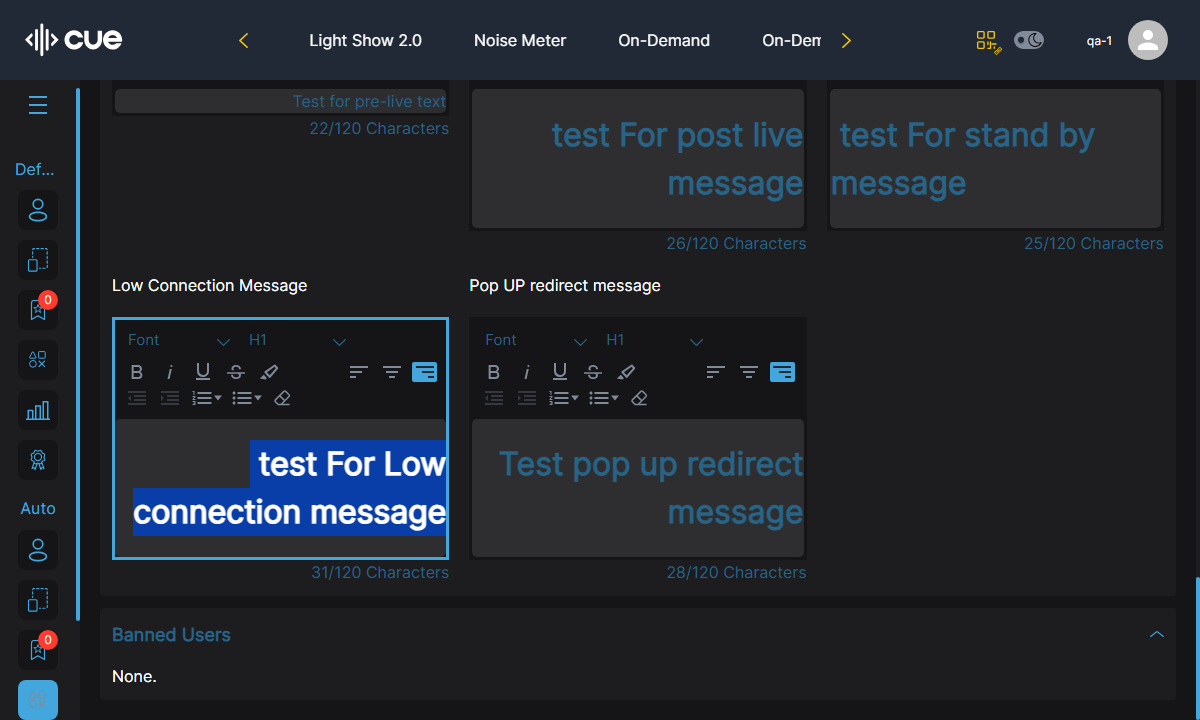 cue
Light Show 2.0
Noise Meter
On-Demand
On-Dem
qa-1
Def...
0
Auto
0
Test for pre-live text
22/120 Characters
test For post live
message
26/120 Characters
test For stand by
message
25/120 Characters
Low Connection Message
Font
H1
B i U S
test For Low
connection message
31/120 Characters
Pop UP redirect message
Font
H1
B i U S
Test pop up redirect
message
28/120 Characters
Banned Users
None.